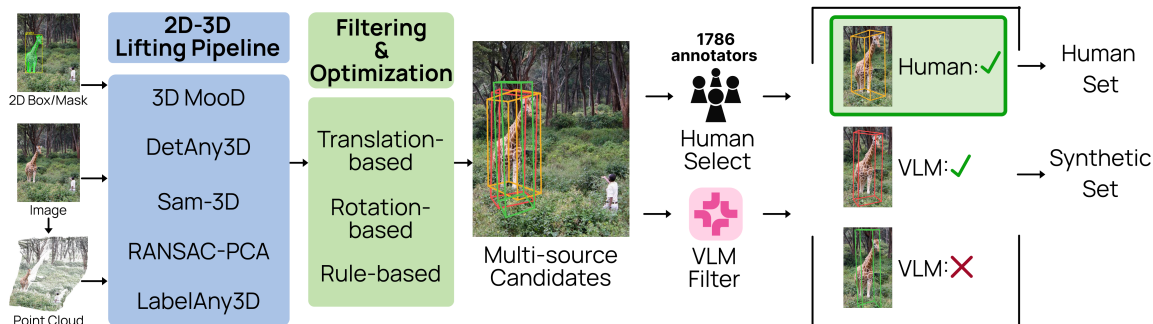 2D Box/Mask
Image
Point Cloud
2D-3D
Lifting Pipeline
3D MooD
DetAny3D
Sam-3D
RANSAC-PCA
LabelAny3D
Filtering
&
Optimization
Translation-
based
Rotation-
based
Rule-based
Multi-source
Candidates
1786
annotators
Human
Select
VLM
Filter
Human:
VLM:
VLM:
Human
Set
Synthetic
Set